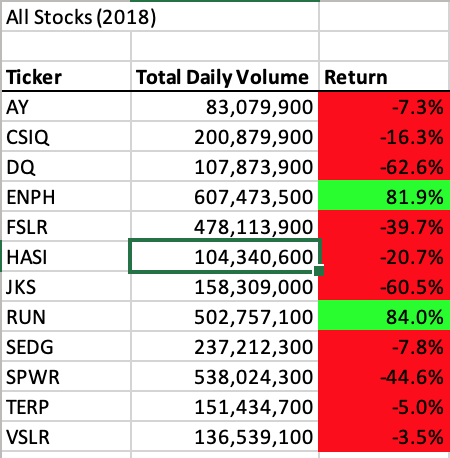 All Stocks (2018)
Ticker Total Daily Volume Return
AY 83,079,900 -7.3%
CSIQ 200,879,900 -16.3%
DQ 107,873,900 -62.6%
ENPH 607,473,500 81.9%
FSLR 478,113,900 -39.7%
HASI 104,340,600 -20.7%
JKS 158,309,000 -60.5%
RUN 502,757,100 84.0%
SEDG 237,212,300 -7.8%
SPWR 538,024,300 -44.6%
TERP 151,434,700 -5.0%
VSLR 136,539,100 -3.5%